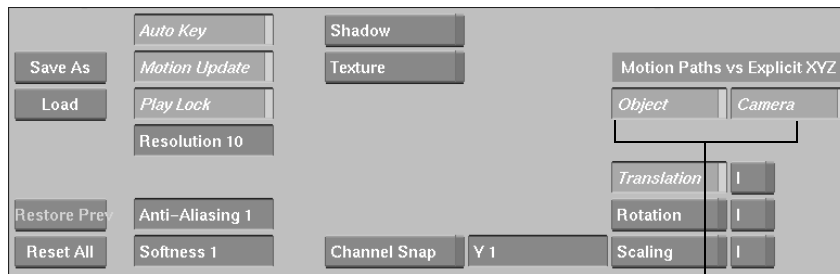 Auto Key Shadow
Save As Motion Update Texture Motion Paths vs Explicit XYZ
Load Play Lock Object Camera
Resolution 10
Translation I
Restore Prev Anti-Aliasing 1 Rotation I
Reset All Softness 1 Channel Snap Y 1 Scaling I